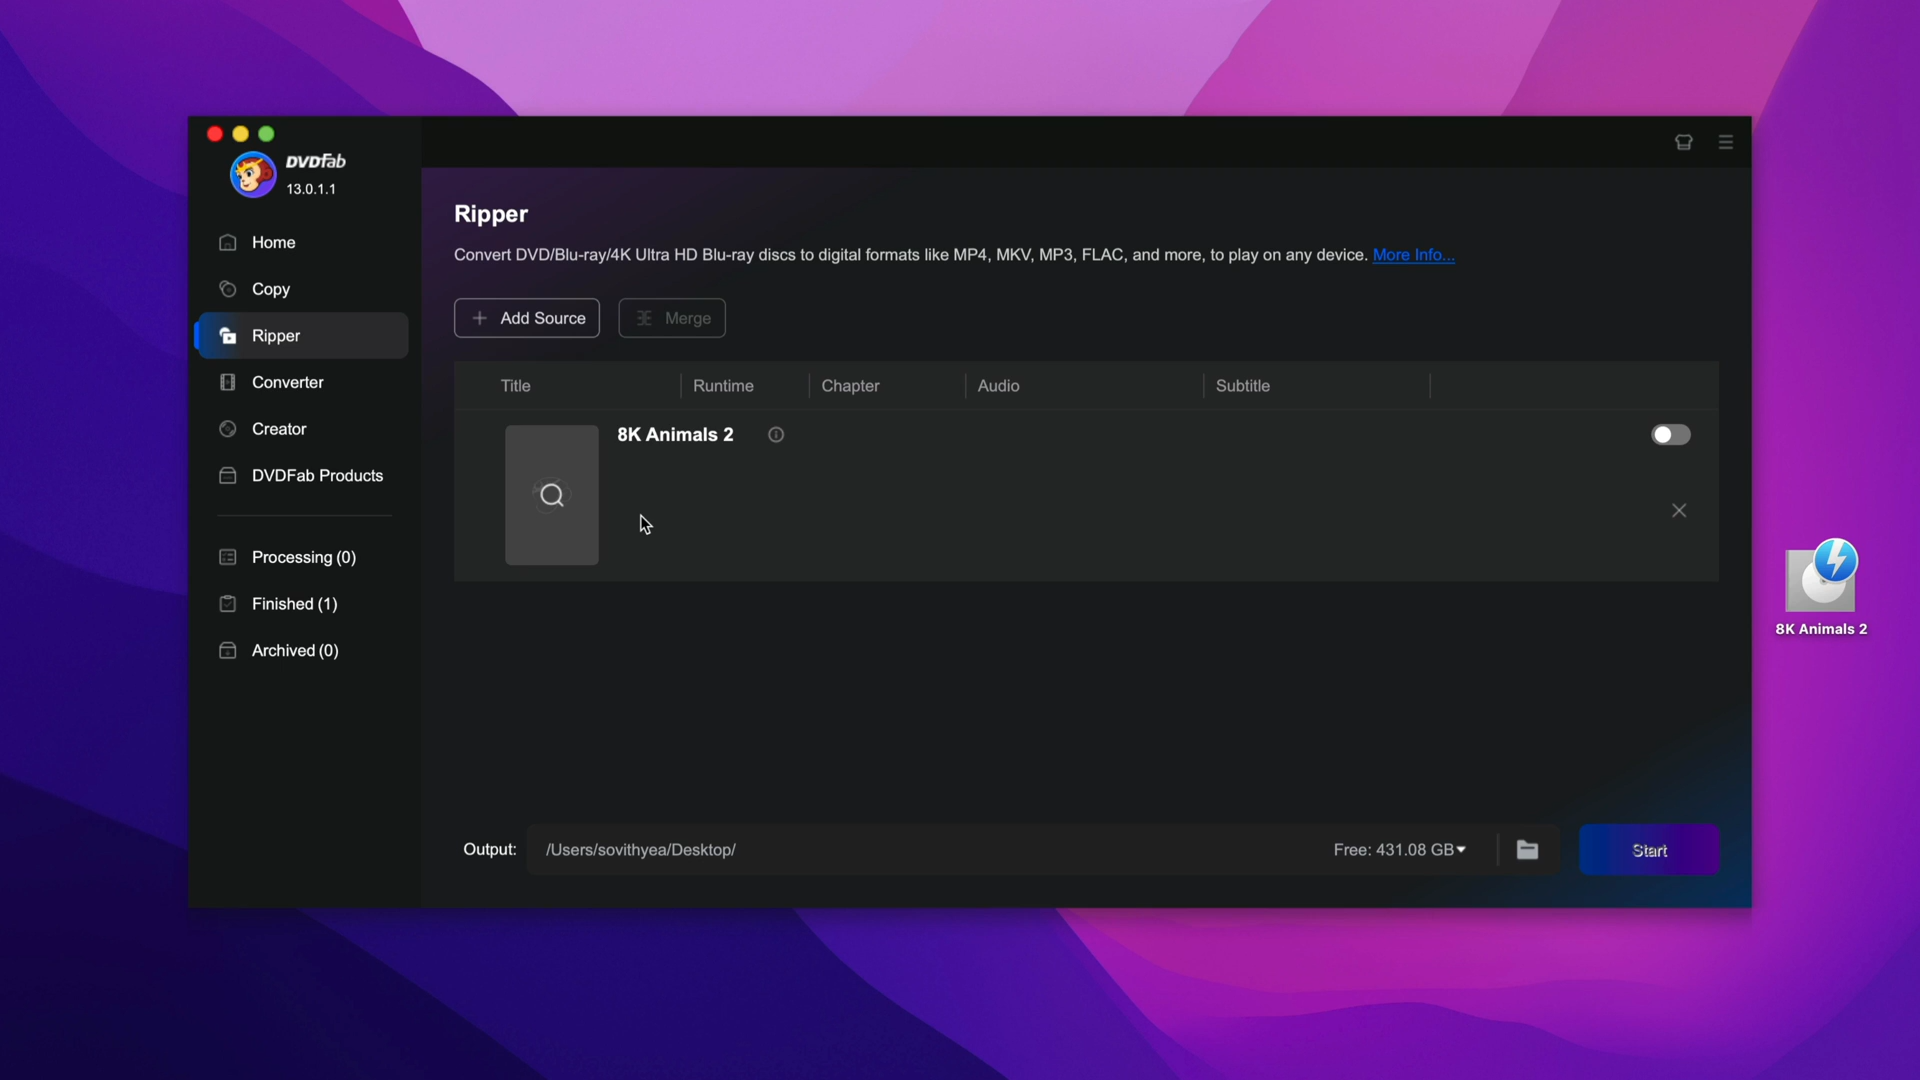 DVDFab
13.0.1.1
Home
Copy
Ripper
Converter
Creator
DVDFab Products
Processing (0)
Finished (1)
Archived (0)
Ripper
Convert DVD/Blu-ray/4K Ultra HD Blu-ray discs to digital formats like MP4, MKV, MP3, FLAC, and more, to play on any device. More Info...
Add Source
Merge
Title
Runtime
Chapter
Audio
Subtitle
8K Animals 2
Output:
/Users/sovithyea/Desktop/
Free: 431.08 GB
Start
8K Animals 2